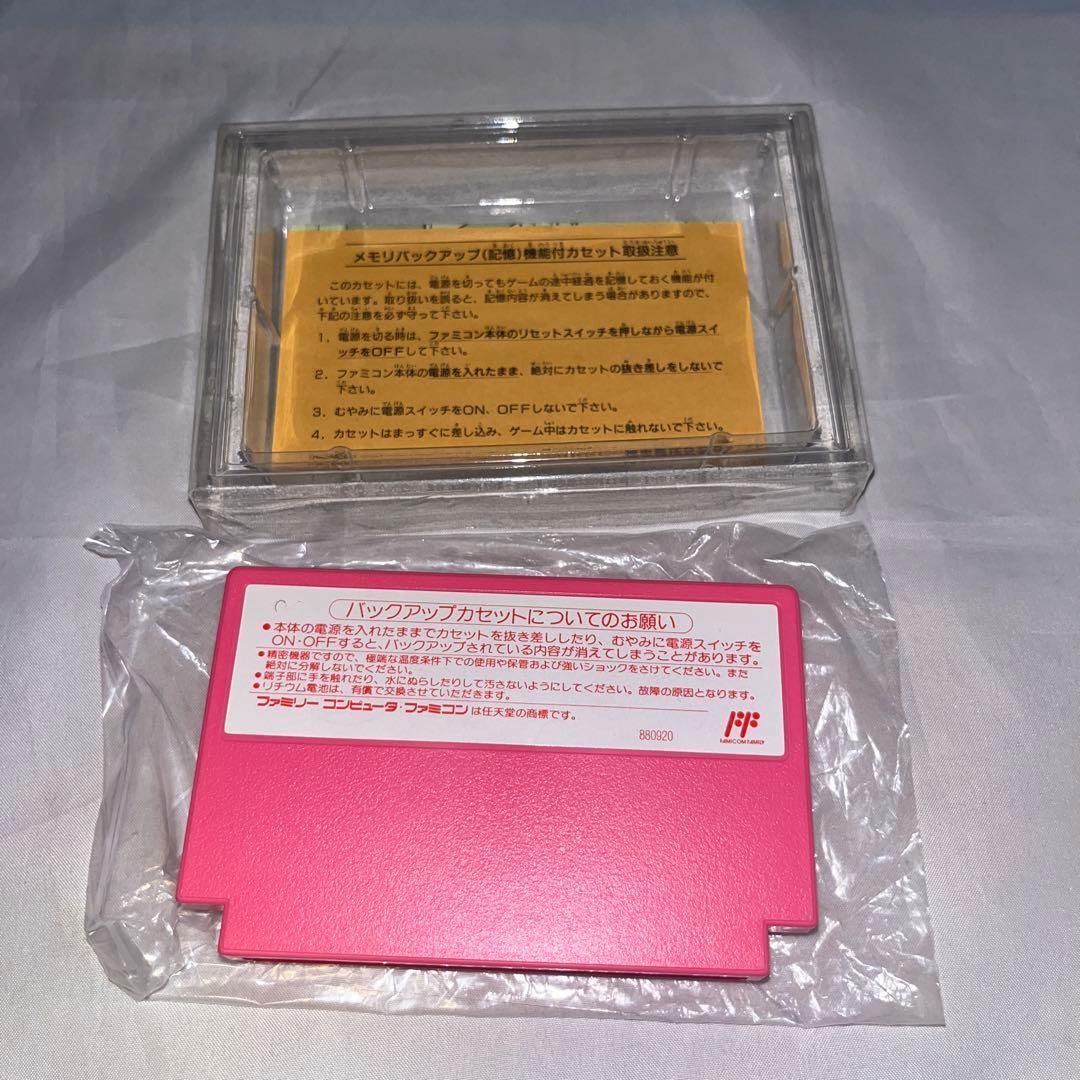 メモリバックアップ(記憶)機能付カセット取扱注意
このカセットには、電源を切ってもゲームの途中経過を記憶しておく機能が付
いています。取り扱いを誤ると、記憶内容が消えてしまう場合がありますので、
下記の注意を必ず守って下さい。
1. 電源を切る時は、ファミコン本体のリセットスイッチを押しながら電源スイ
ッチをOFFして下さい。
2. ファミコン本体の電源を入れたまま、絶対にカセットの抜き差しをしないで
下さい。
3. むやみに電源スイッチをON、OFFしないで下さい。
4. カセットはまっすぐに差し込み、ゲーム中はカセットに触れないで下さい。
バックアップカセットについてのお願い
●本体の電源を入れたままでカセットを抜き差ししたり、むやみに電源スイッチを
ON・OFFすると、バックアップされている内容が消えてしまうことがあります。
●精密機器ですので、極端な温度条件下での使用や保管および強いショックをさけてください。また
絶対に分解しないでください。
●端子部に手を触れたり、水にぬらしたりして汚さないようにしてください。故障の原因となります。
●リチウム電池は、有償で交換させていただきます。
ファミリー コンピュータ・ファミコン は任天堂の商標です。
880920
FAMICOM FAMILY